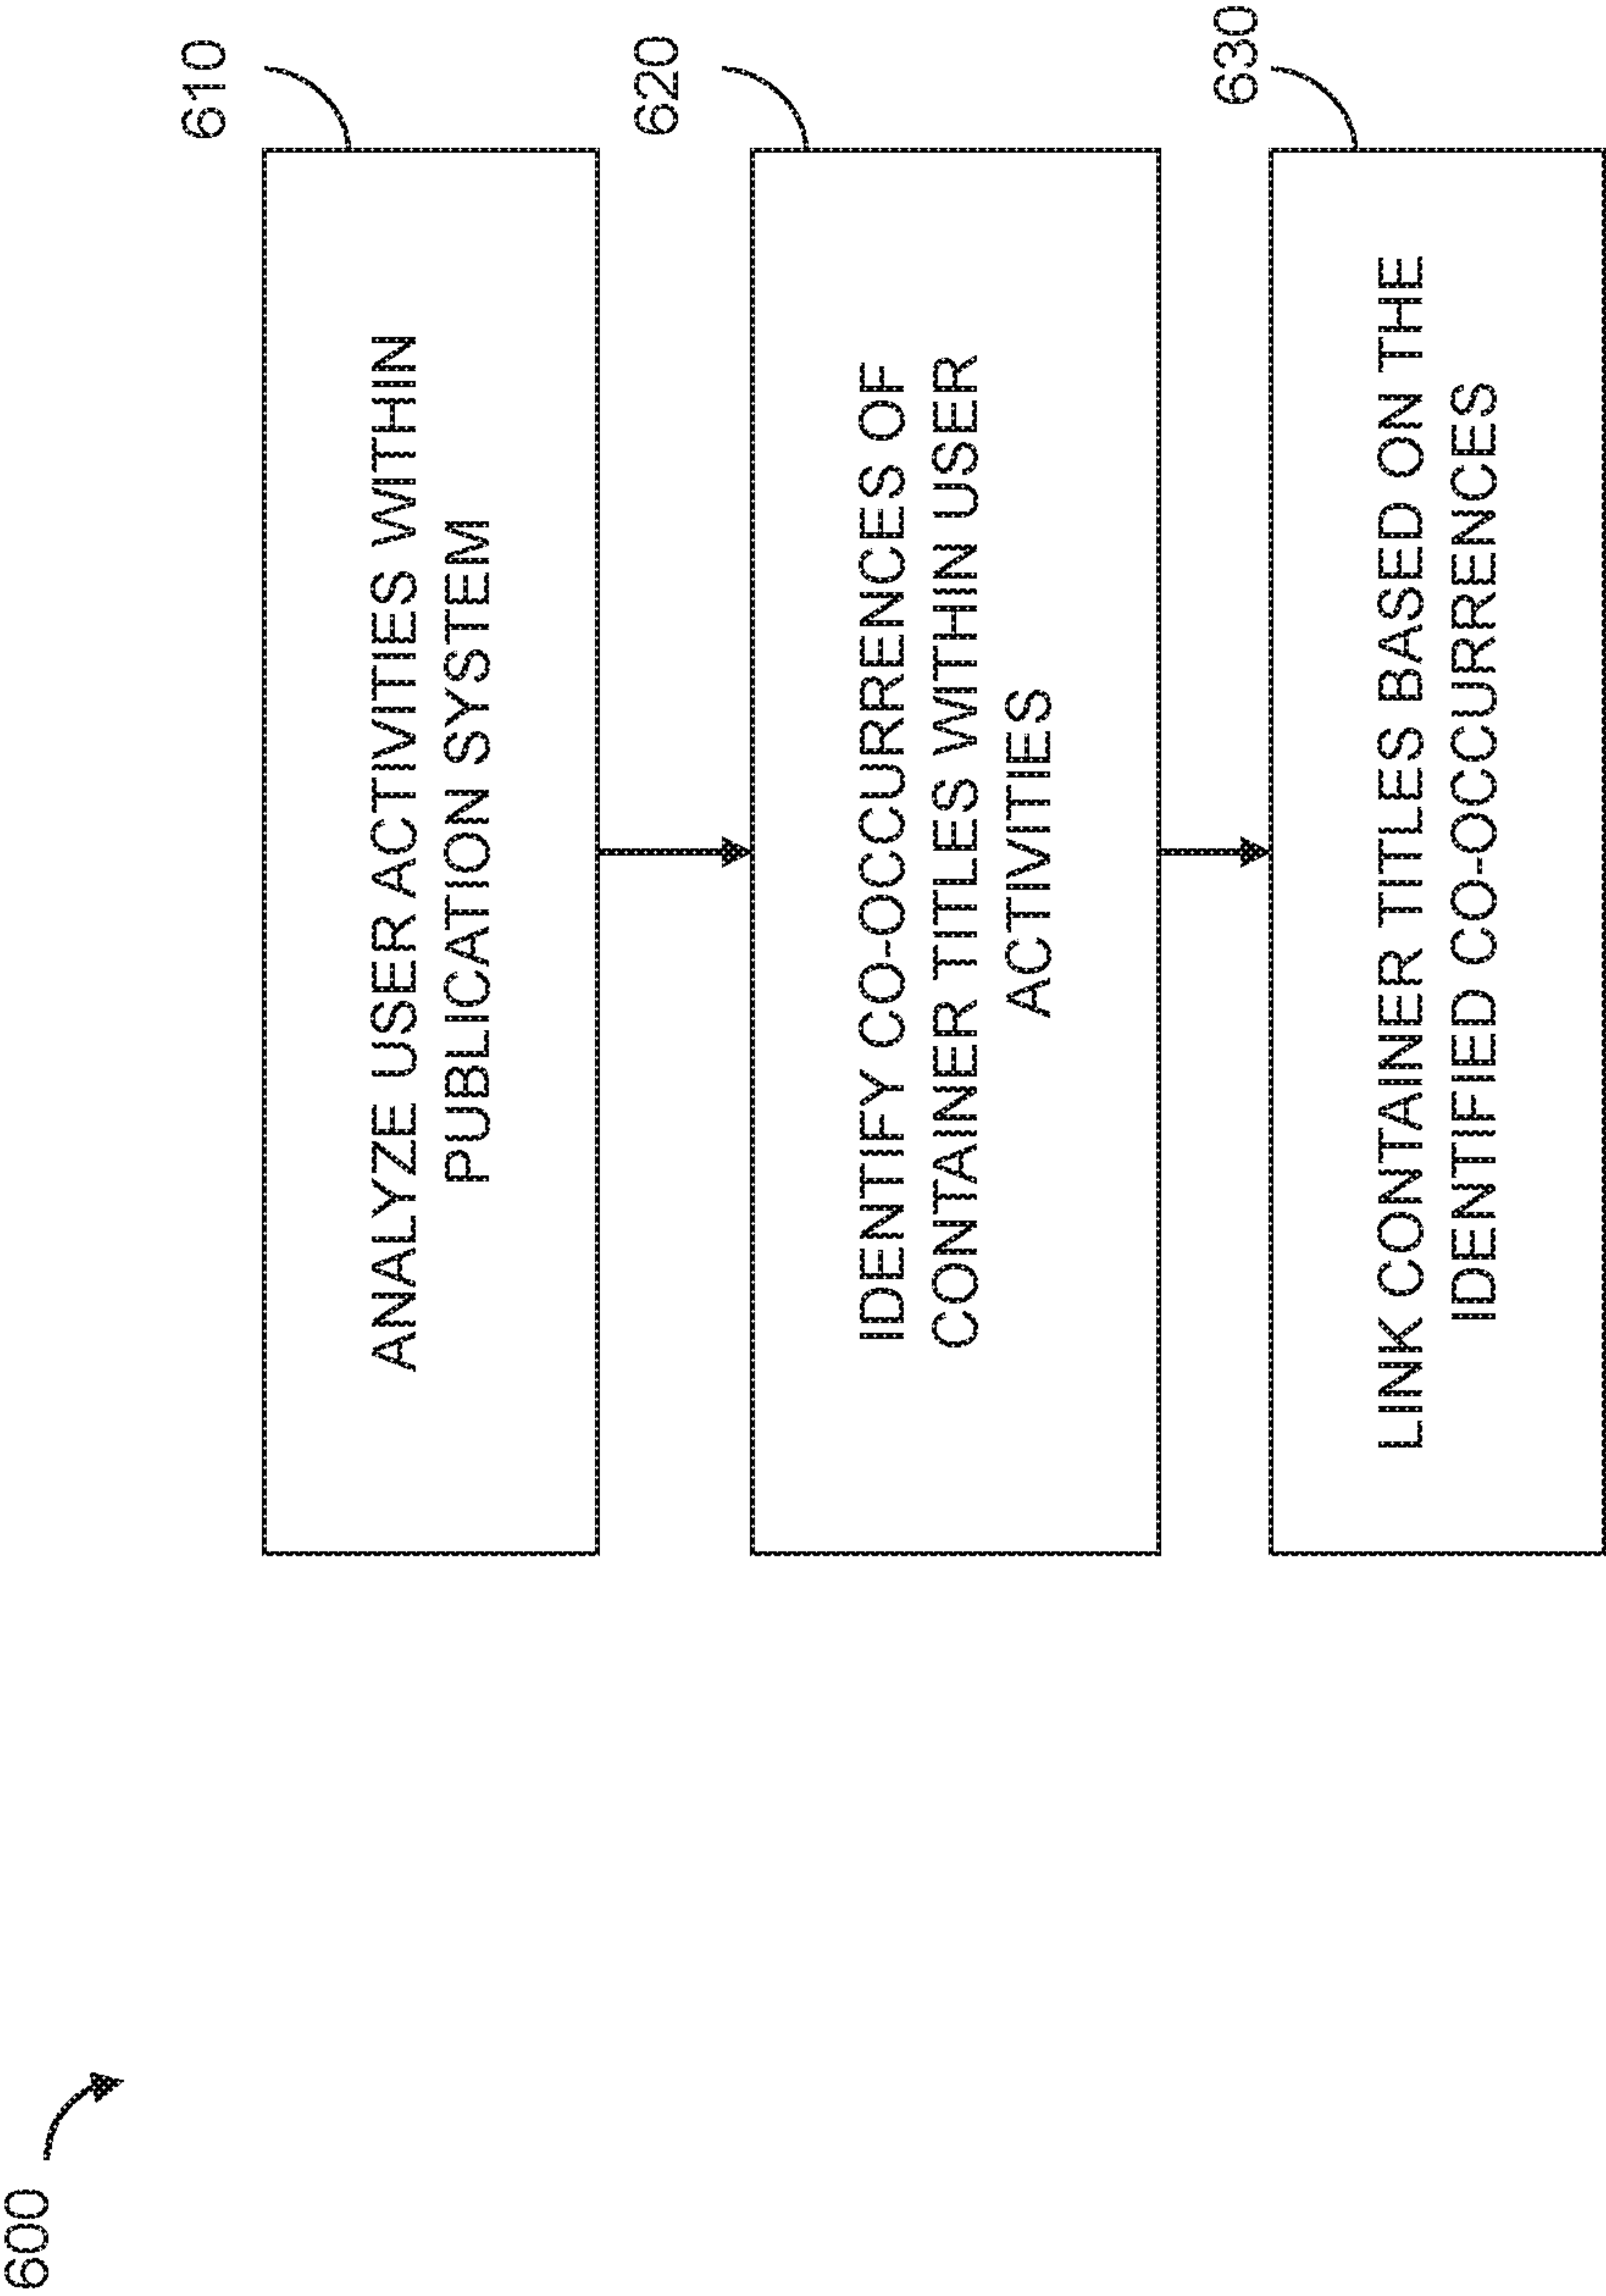 600
610
ANALYZE USER ACTIVITIES WITHIN
PUBLICATION SYSTEM
620
IDENTIFY CO-OCCURRENCES OF
CONTAINER TITLES WITHIN USER
ACTIVITIES
630
LINK CONTAINER TITLES BASED ON THE
IDENTIFIED CO-OCCURRENCES